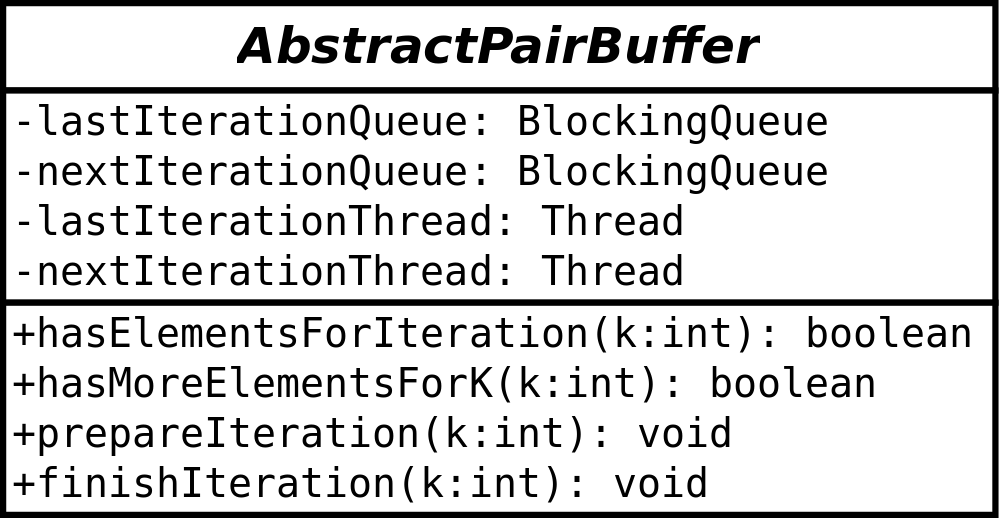 AbstractPairBuffer
-lastIterationQueue: BlockingQueue
-nextIterationQueue: BlockingQueue
-lastIterationThread: Thread
-nextIterationThread: Thread
+hasElementsForIteration(k:int): boolean
+hasMoreElementsForK(k:int): boolean
+prepareIteration(k:int): void
+finishIteration(k:int): void